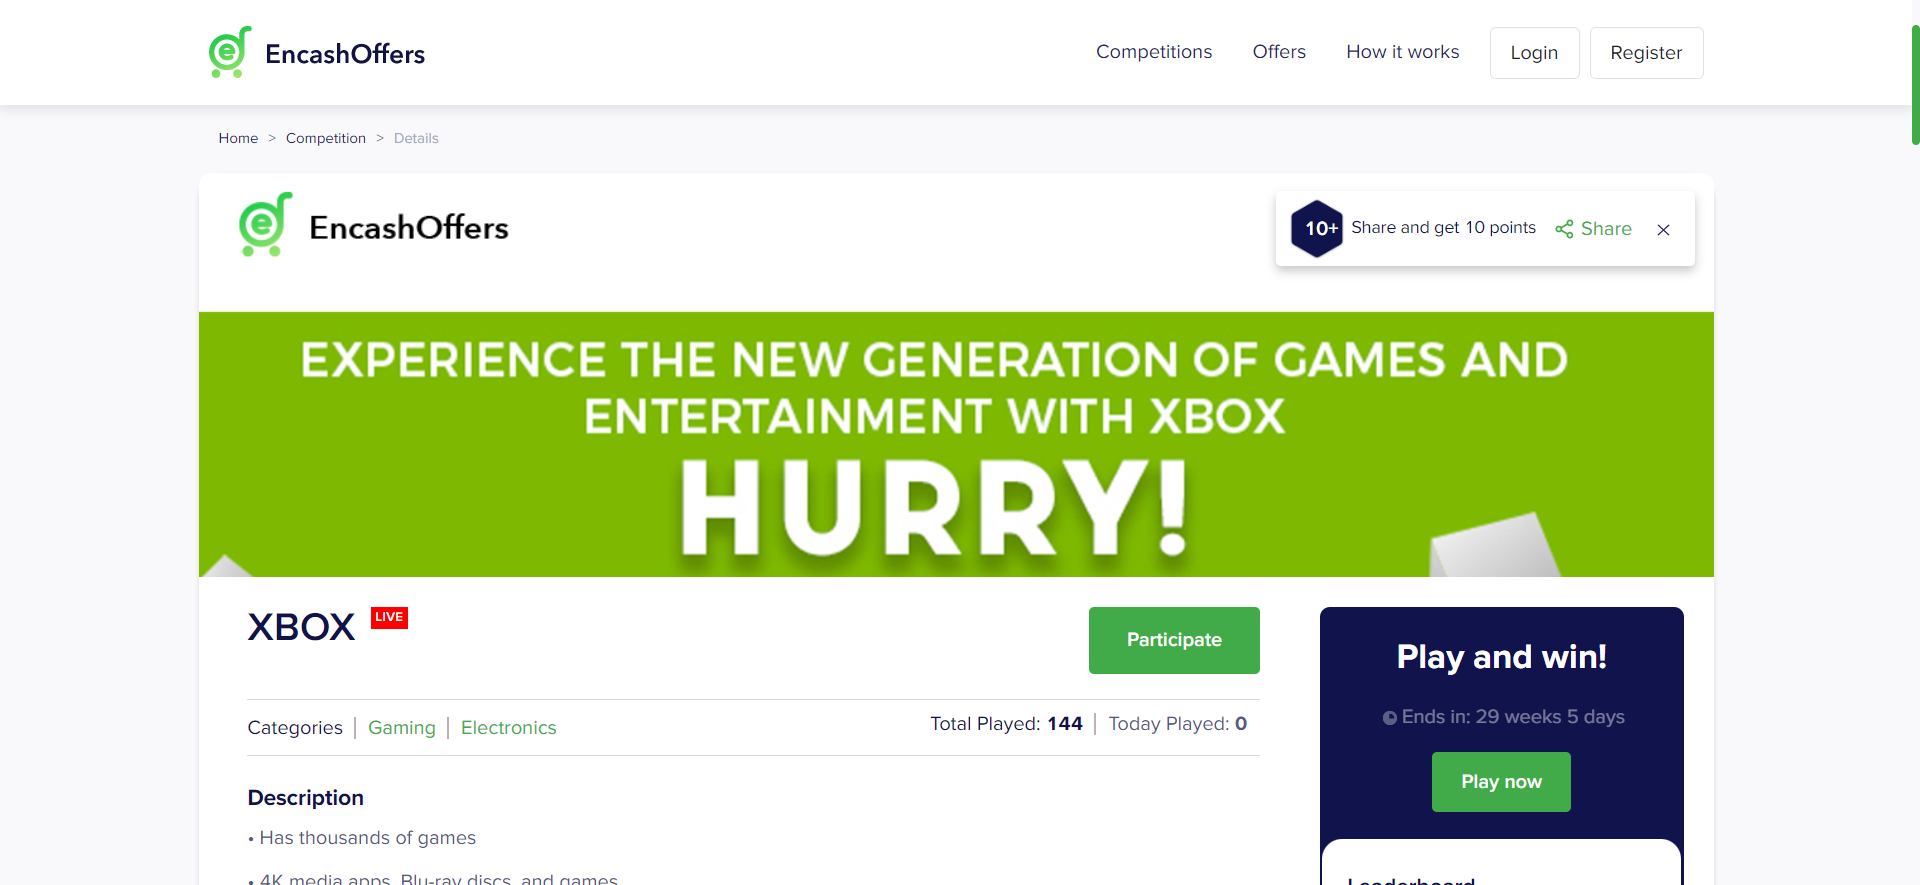 EncashOffers
Competitions
Offers
How it works
Login
Register
Home > Competition > Details
EncashOffers
10+ Share and get 10 points
Share
EXPERIENCE THE NEW GENERATION OF GAMES AND
ENTERTAINMENT WITH XBOX
HURRY!
XBOX LIVE
Participate
Categories | Gaming | Electronics
Total Played: 144 | Today Played: 0
Description
• Has thousands of games
• 4K media apps, Blu-ray discs, and games
Play and win!
Ends in: 29 weeks 5 days
Play now
Leaderboard